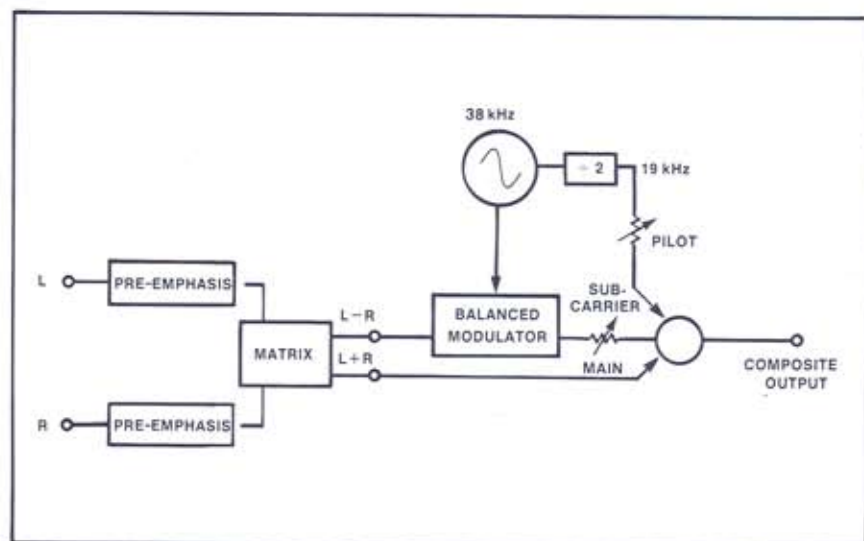 38 kHz
÷ 2
19 kHz
PILOT
L
PRE-EMPHASIS
SUB-
CARRIER
L−R
BALANCED
MODULATOR
MATRIX
L+R
MAIN
COMPOSITE
OUTPUT
R
PRE-EMPHASIS